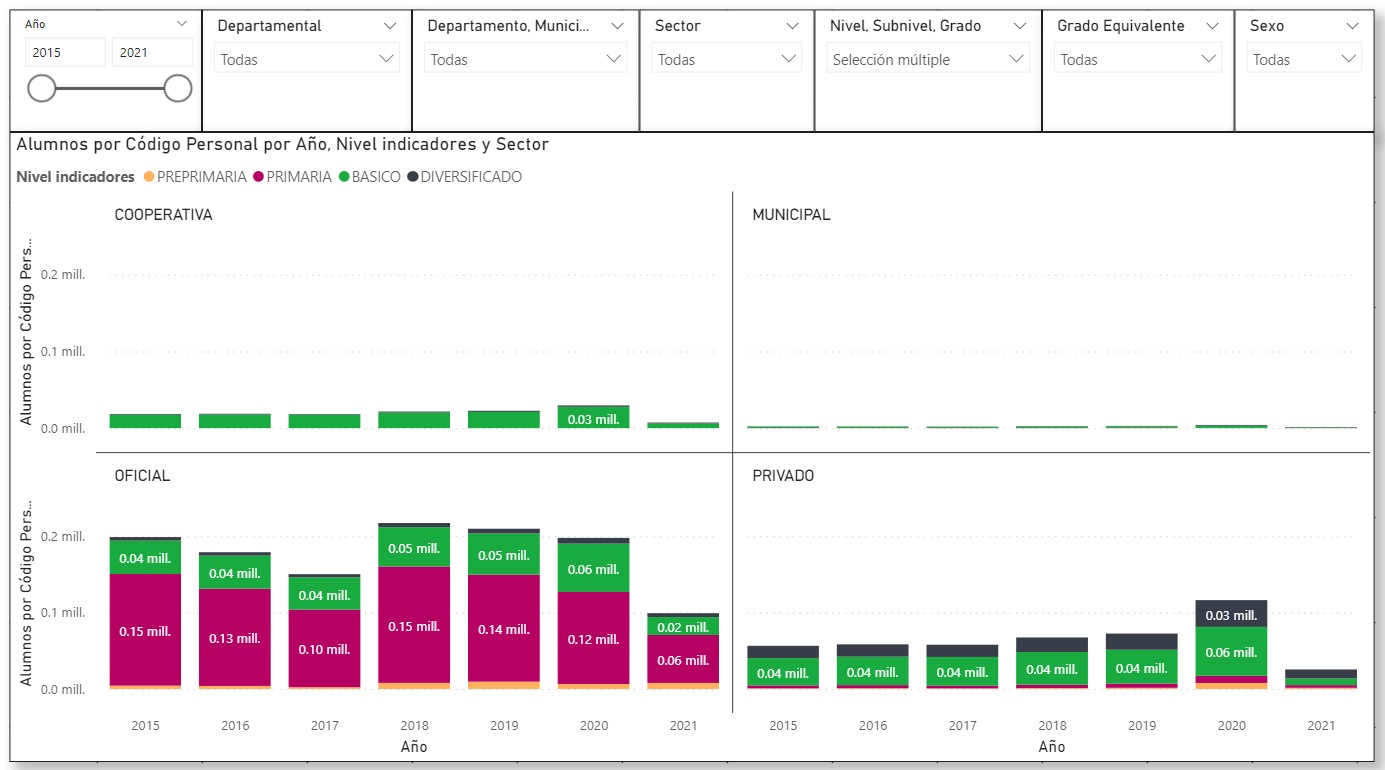 Año
2015 2021
Departamental
Todas
Departamento, Munici...
Todas
Sector
Todas
Nivel, Subnivel, Grado
Selección múltiple
Grado Equivalente
Todas
Sexo
Todas
Alumnos por Código Personal por Año, Nivel indicadores y Sector
Nivel indicadores PREPRIMARIA PRIMARIA BASICO DIVERSIFICADO
COOPERATIVA
Alumnos por Código Pers...
0.2 mill.
0.1 mill.
0.0 mill.
0.03 mill.
MUNICIPAL
OFICIAL
Alumnos por Código Pers...
0.2 mill.
0.1 mill.
0.0 mill.
0.04 mill.
0.15 mill.
0.04 mill.
0.13 mill.
0.04 mill.
0.10 mill.
0.05 mill.
0.15 mill.
0.05 mill.
0.14 mill.
0.06 mill.
0.12 mill.
0.02 mill.
0.06 mill.
2015 2016 2017 2018 2019 2020 2021
Año
PRIVADO
0.04 mill.
0.04 mill.
0.04 mill.
0.04 mill.
0.04 mill.
0.03 mill.
0.06 mill.
2015 2016 2017 2018 2019 2020 2021
Año